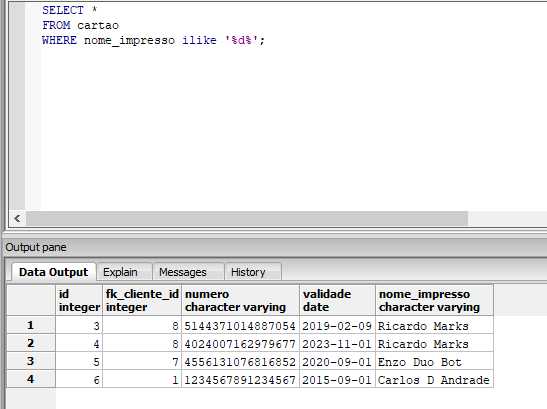 SELECT *
FROM cartao
WHERE nome_impresso ilike '%d%';
Output pane
Data Output Explain Messages History
id integer fk_cliente_id integer numero character varying validade date nome_impresso character varying
1 3 8 5144371014887054 2019-02-09 Ricardo Marks
2 4 8 4024007162979677 2023-11-01 Ricardo Marks
3 5 7 4556131076816852 2020-09-01 Enzo Duo Bot
4 6 1 1234567891234567 2015-09-01 Carlos D Andrade